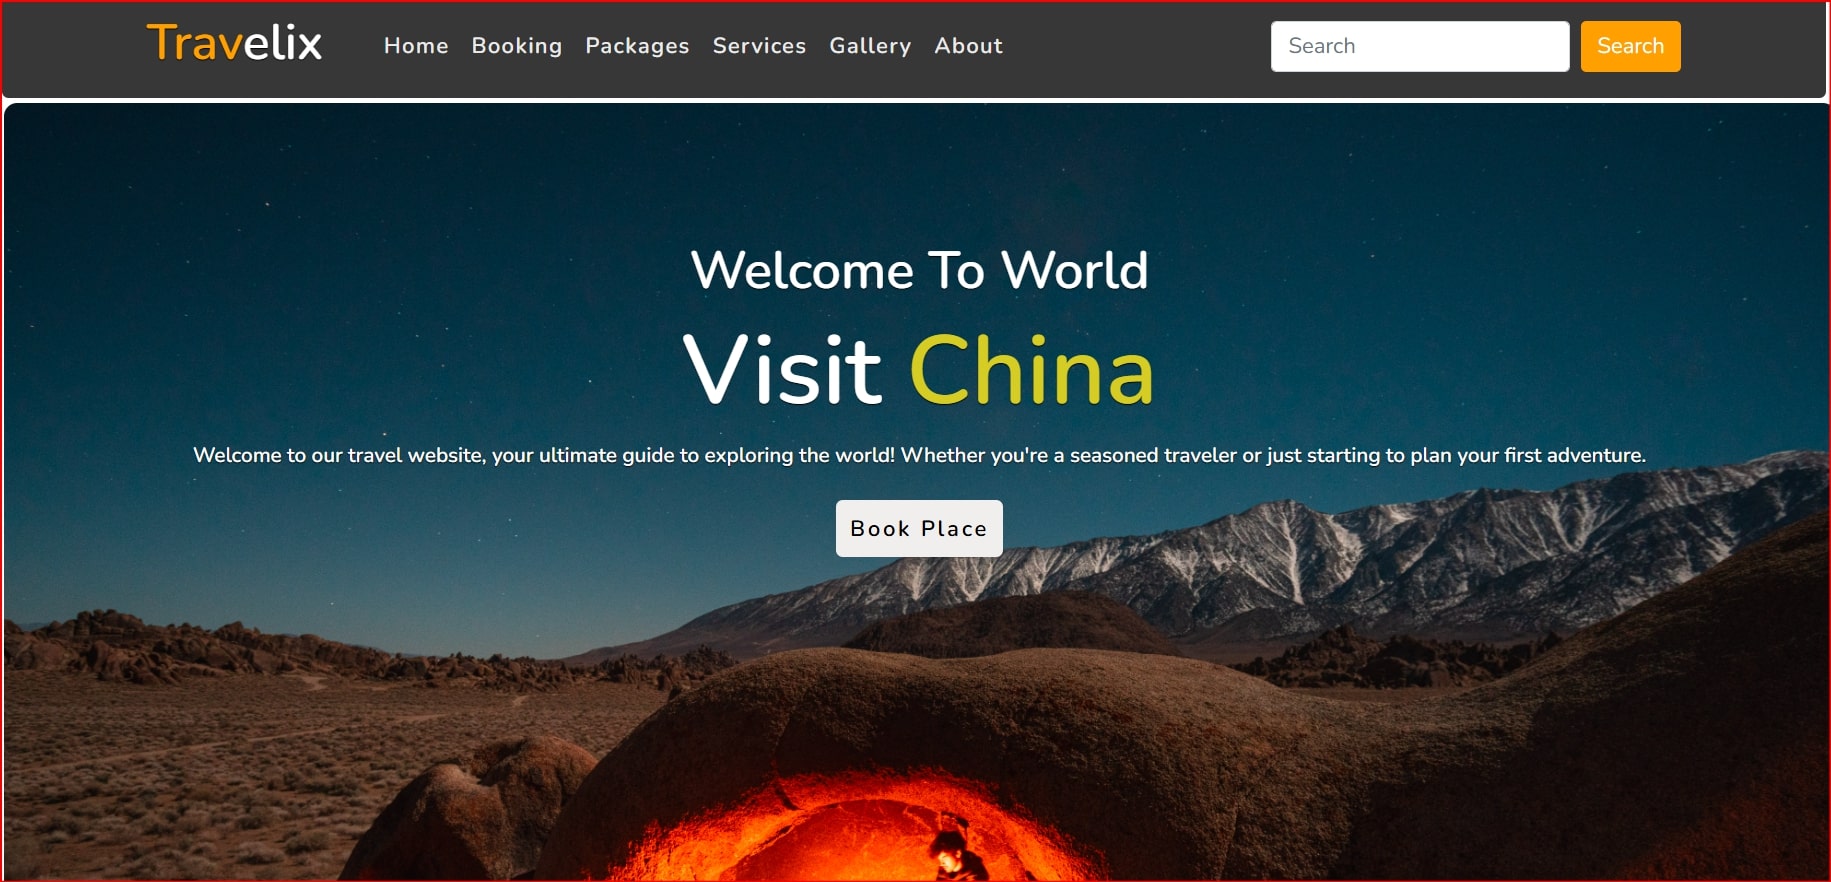 Travelix
Home Booking Packages Services Gallery About
Search
Search
Welcome To World
Visit China
Welcome to our travel website, your ultimate guide to exploring the world! Whether you're a seasoned traveler or just starting to plan your first adventure.
Book Place